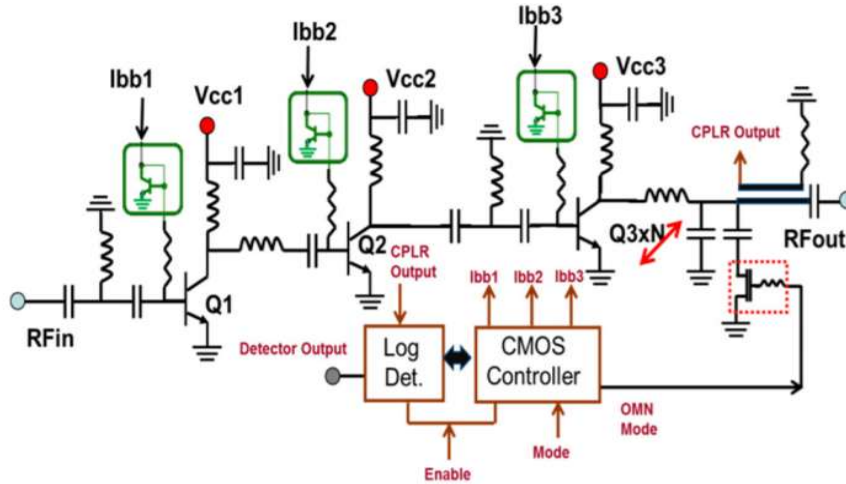 Ibb3
Ibb2
Ibb1
Vcc1
Vcc2
Vcc3
CPLR Output
Q1
Q2
Q3xN
RFin
RFout
CPLR
Output
Ibb1
Ibb2
Ibb3
Detector Output
Log
Det.
CMOS
Controller
OMN
Mode
Enable
Mode